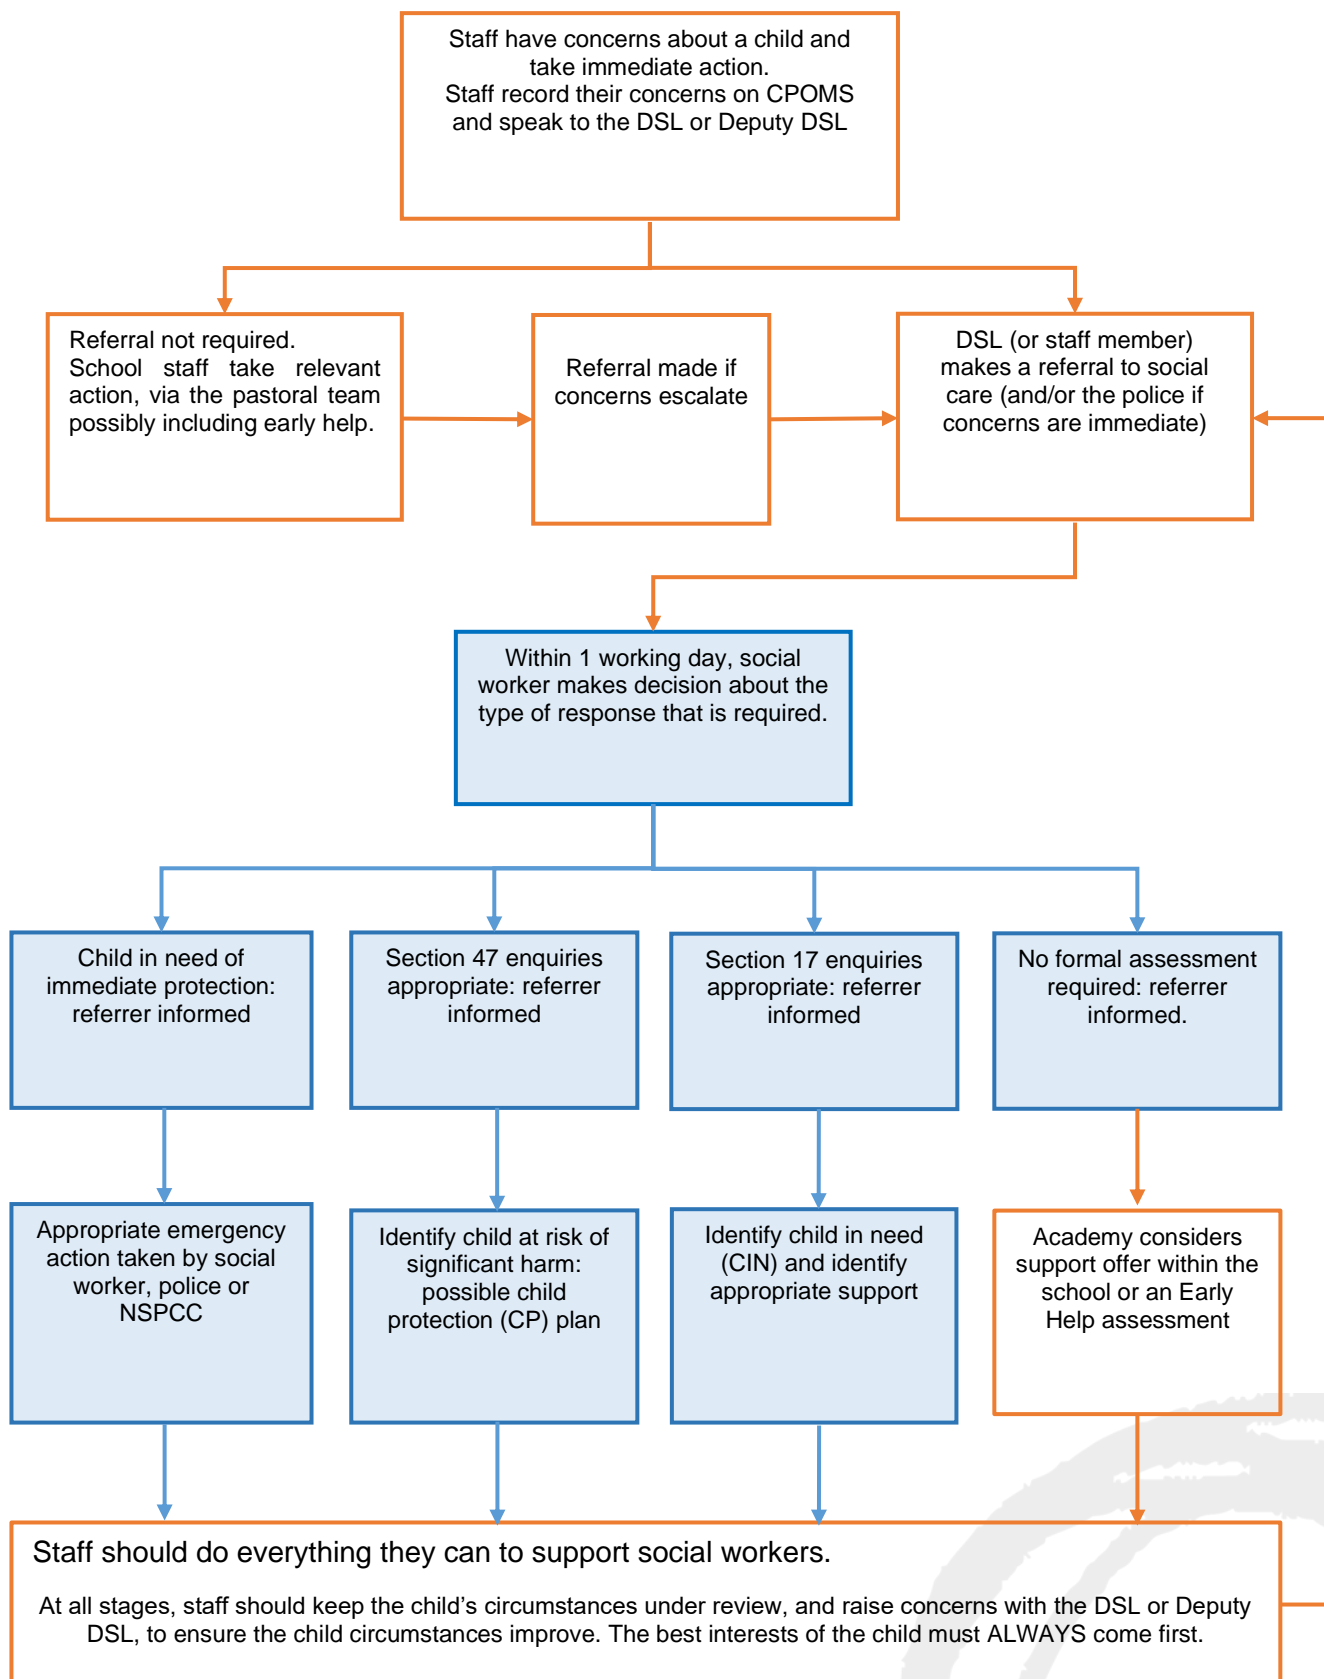 Staff have concerns about a child and
take immediate action.
Staff record their concerns on CPOMS
and speak to the DSL or Deputy DSL
Referral not required.
School staff take relevant
action, via the pastoral team
possibly including early help.
Referral made if
concerns escalate
DSL (or staff member)
makes a referral to social
care (and/or the police if
concerns are immediate)
Within 1 working day, social
worker makes decision about the
type of response that is required.
Child in need of
immediate protection:
referrer informed
Section 47 enquiries
appropriate: referrer
informed
Section 17 enquiries
appropriate: referrer
informed
No formal assessment
required: referrer
informed.
Appropriate emergency
action taken by social
worker, police or
NSPCC
Identify child at risk of
significant harm:
possible child
protection (CP) plan
Identify child in need
(CIN) and identify
appropriate support
Academy considers
support offer within the
school or an Early
Help assessment
Staff should do everything they can to support social workers.
At all stages, staff should keep the child’s circumstances under review, and raise concerns with the DSL or Deputy
DSL, to ensure the child circumstances improve. The best interests of the child must ALWAYS come first.